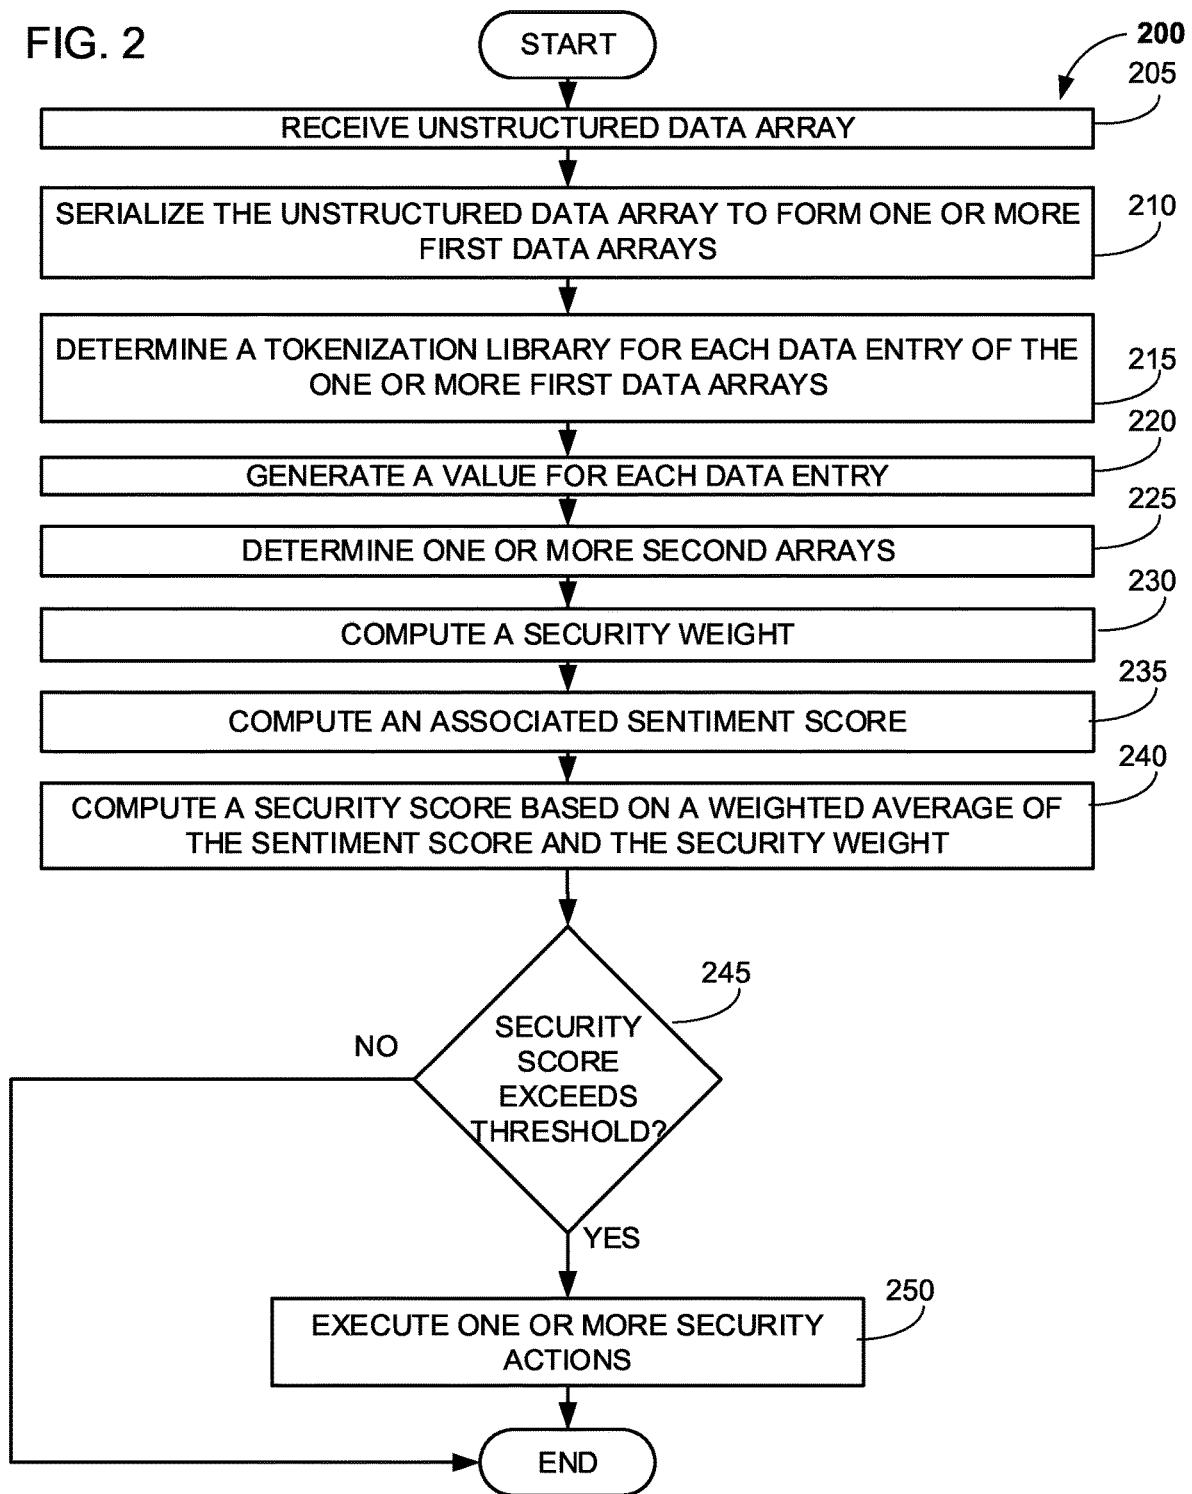 FIG. 2
START
200
205
RECEIVE UNSTRUCTURED DATA ARRAY
SERIALIZE THE UNSTRUCTURED DATA ARRAY TO FORM ONE OR MORE
FIRST DATA ARRAYS
210
DETERMINE A TOKENIZATION LIBRARY FOR EACH DATA ENTRY OF THE
ONE OR MORE FIRST DATA ARRAYS
215
220
GENERATE A VALUE FOR EACH DATA ENTRY
225
DETERMINE ONE OR MORE SECOND ARRAYS
230
COMPUTE A SECURITY WEIGHT
235
COMPUTE AN ASSOCIATED SENTIMENT SCORE
240
COMPUTE A SECURITY SCORE BASED ON A WEIGHTED AVERAGE OF
THE SENTIMENT SCORE AND THE SECURITY WEIGHT
245
SECURITY
SCORE
EXCEEDS
THRESHOLD?
NO
YES
250
EXECUTE ONE OR MORE SECURITY
ACTIONS
END